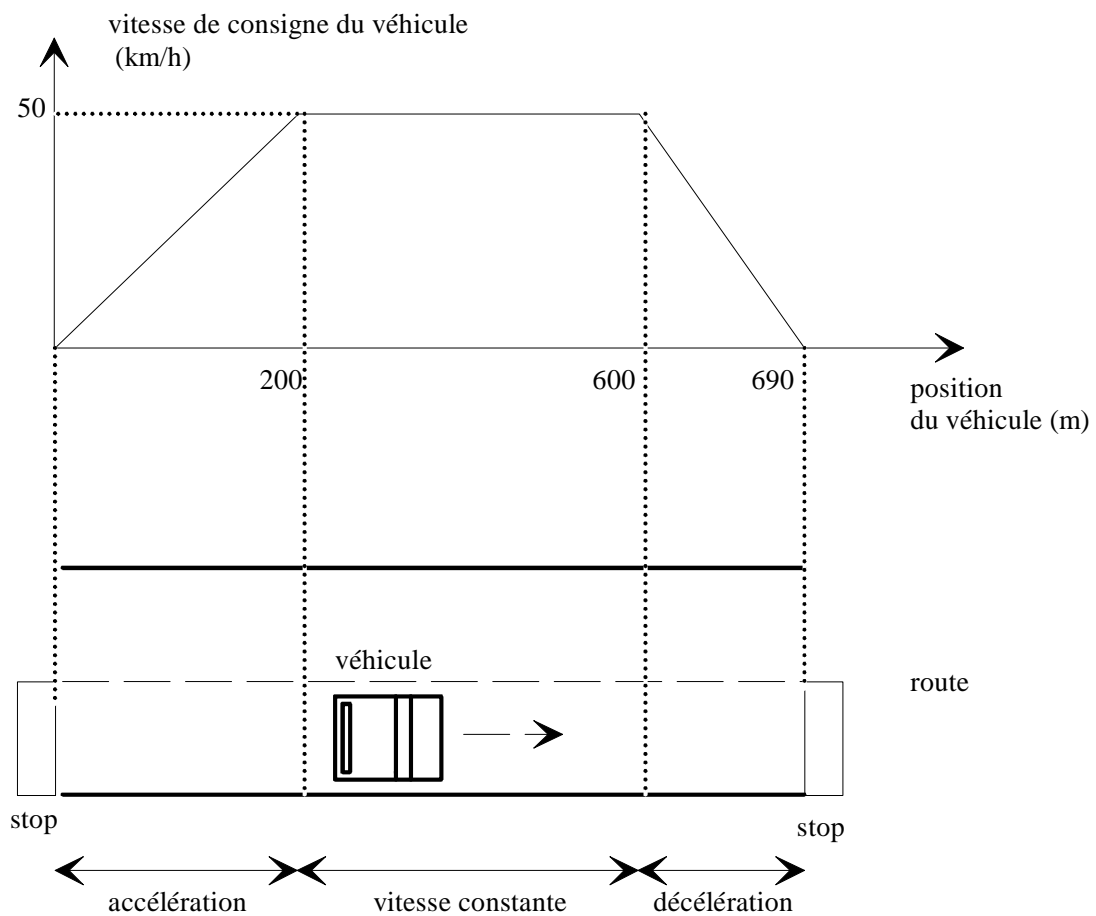 vitesse de consigne du véhicule
(km/h)
50
200
600
690
position
du véhicule (m)
véhicule
route
stop
stop
accélération
vitesse constante
décélération